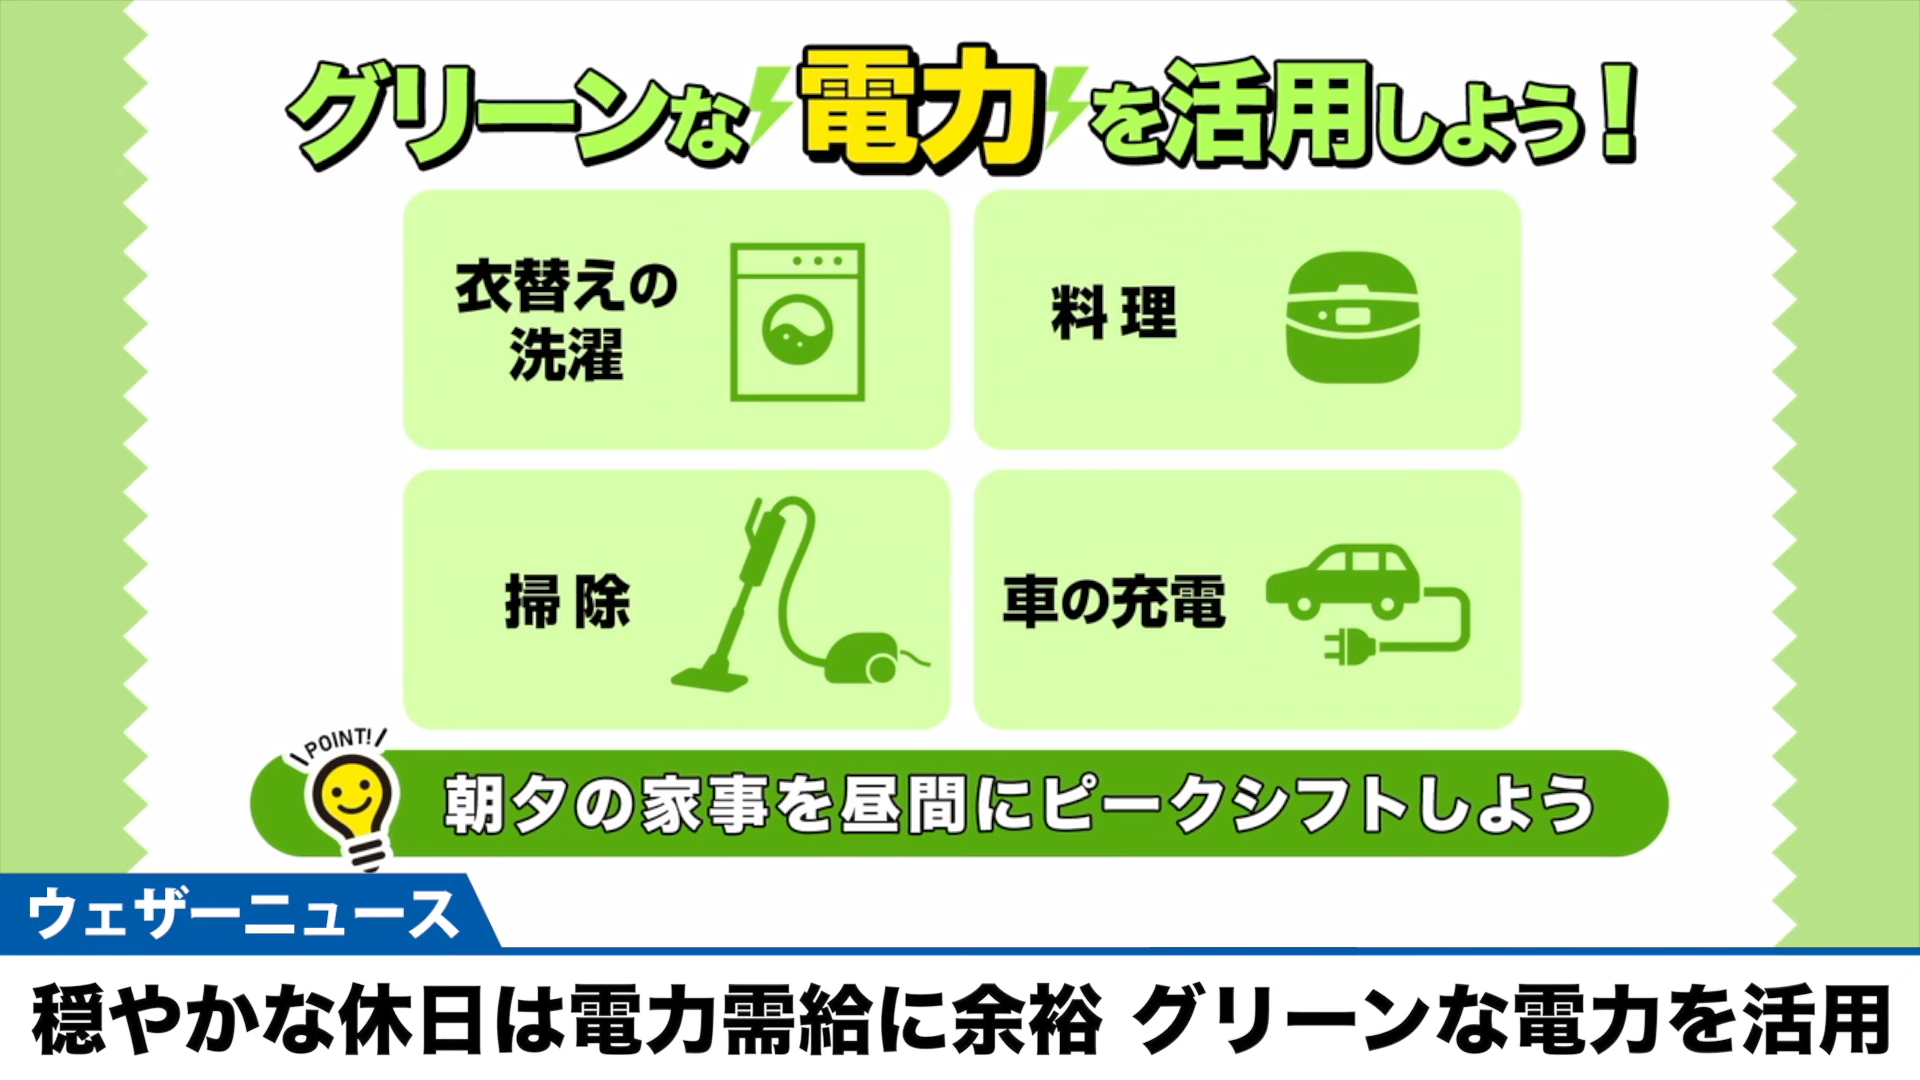 グリーンな電力を活用しよう!
衣替えの
洗濯
料理
掃除
車の充電
POINT!
朝夕の家事を昼間にピークシフトしよう
ウェザーニュース
穏やかな休日は電力需給に余裕 グリーンな電力を活用